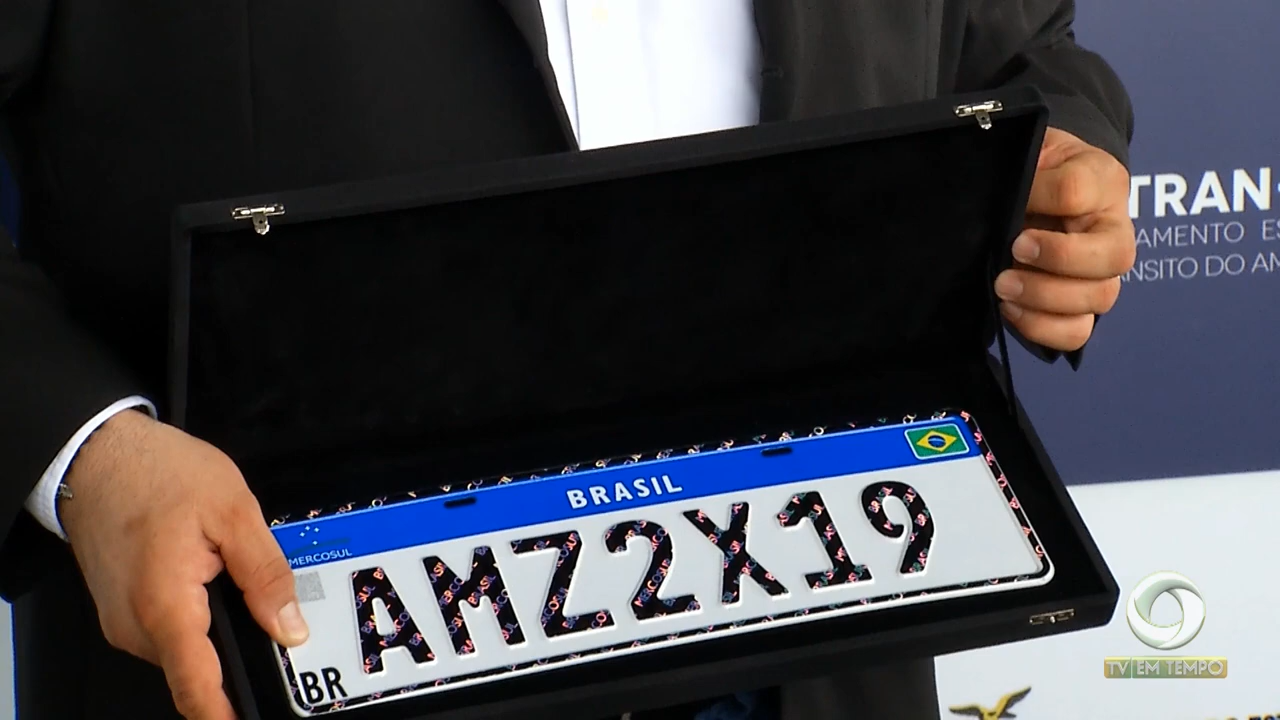 TRAN-
AMENTO ES
ÂNSITO DO AM
BRASIL
MERCOSUL
AMZ2X19
BR
TV EM TEMPO